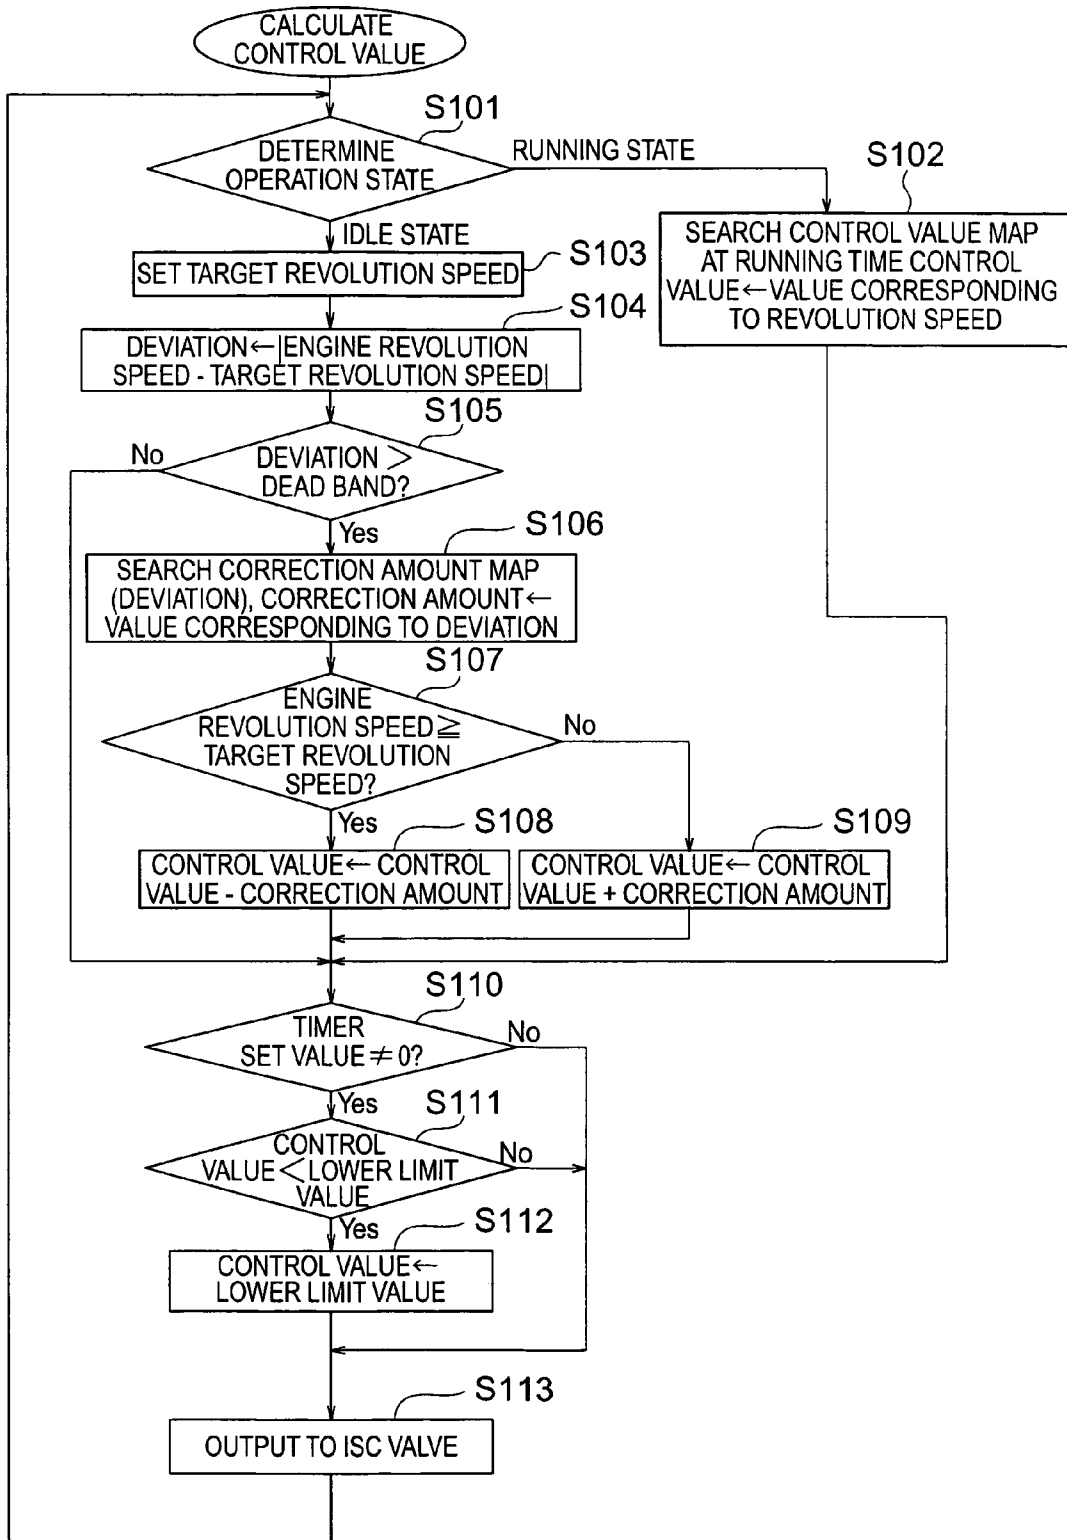 CALCULATE
CONTROL VALUE
S101
DETERMINE
OPERATION STATE
RUNNING STATE
S102
SEARCH CONTROL VALUE MAP
AT RUNNING TIME CONTROL
VALUE←VALUE CORRESPONDING
TO REVOLUTION SPEED
IDLE STATE
S103
SET TARGET REVOLUTION SPEED
S104
DEVIATION←|ENGINE REVOLUTION
SPEED - TARGET REVOLUTION SPEED|
S105
No
DEVIATION >
DEAD BAND?
Yes
S106
SEARCH CORRECTION AMOUNT MAP
(DEVIATION), CORRECTION AMOUNT←
VALUE CORRESPONDING TO DEVIATION
S107
ENGINE
REVOLUTION SPEED≧
TARGET REVOLUTION
SPEED?
No
Yes
S108
CONTROL VALUE← CONTROL
VALUE - CORRECTION AMOUNT
S109
CONTROL VALUE← CONTROL
VALUE + CORRECTION AMOUNT
S110
TIMER
SET VALUE ≠ 0?
No
Yes
S111
CONTROL
VALUE < LOWER LIMIT
VALUE
No
Yes
S112
CONTROL VALUE←
LOWER LIMIT VALUE
S113
OUTPUT TO ISC VALVE